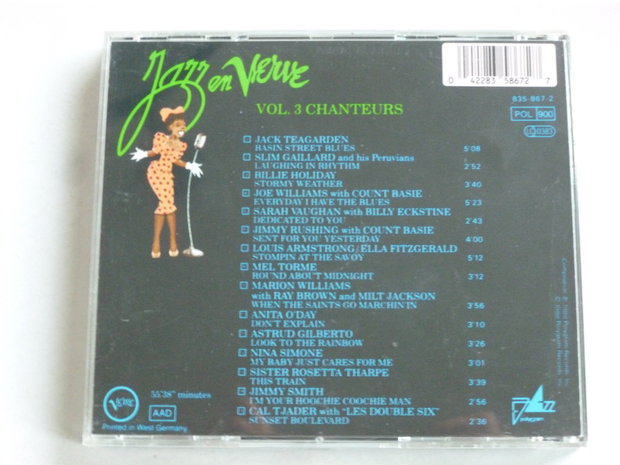 Jazz en Verve
VOL. 3 CHANTEURS
0 42283 58672 7
835-867-2
POL 900
LC 0383
JACK TEAGARDEN
BASIN STREET BLUES 5'08
SLIM GAILLARD and his Peruvians
LAUGHING IN RHYTHM 2'52
BILLIE HOLIDAY
STORMY WEATHER 3'40
JOE WILLIAMS with COUNT BASIE
EVERYDAY I HAVE THE BLUES 5'23
SARAH VAUGHAN with BILLY ECKSTINE
DEDICATED TO YOU 2'43
JIMMY RUSHING with COUNT BASIE
SENT FOR YOU YESTERDAY 4'00
LOUIS ARMSTRONG/ELLA FITZGERALD
STOMPIN AT THE SAVOY 5'12
MEL TORME
ROUND ABOUT MIDNIGHT 3'12
MARION WILLIAMS
with RAY BROWN and MILT JACKSON
WHEN THE SAINTS GO MARCHIN IN 3'56
ANITA O'DAY
DON'T EXPLAIN 3'10
ASTRUD GILBERTO
LOOK TO THE RAINBOW 3'26
NINA SIMONE
MY BABY JUST CARES FOR ME 3'01
SISTER ROSETTA THARPE
THIS TRAIN 3'39
JIMMY SMITH
I'M YOUR HOOCHIE COOCHIE MAN 2'56
CAL TJADER with "LES DOUBLE SIX"
SUNSET BOULEVARD 2'36
55'38" minutes
Verve
AAD
Printed in West Germany
JAZZ
polygram